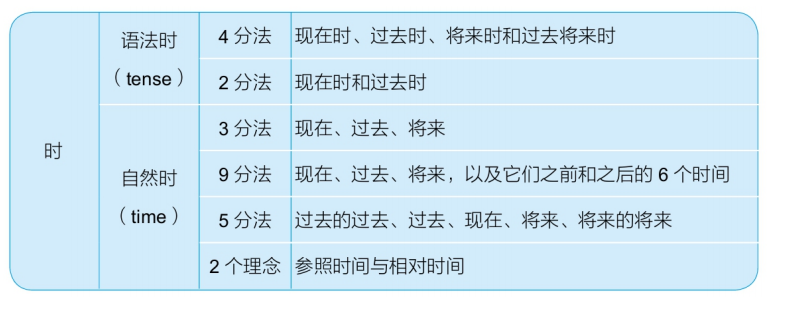 时
语法时
（tense）
4 分法 现在时、过去时、将来时和过去将来时
2 分法 现在时和过去时
自然时
（time）
3 分法 现在、过去、将来
9 分法 现在、过去、将来，以及它们之前和之后的 6 个时间
5 分法 过去的过去、过去、现在、将来、将来的将来
2 个理念 参照时间与相对时间